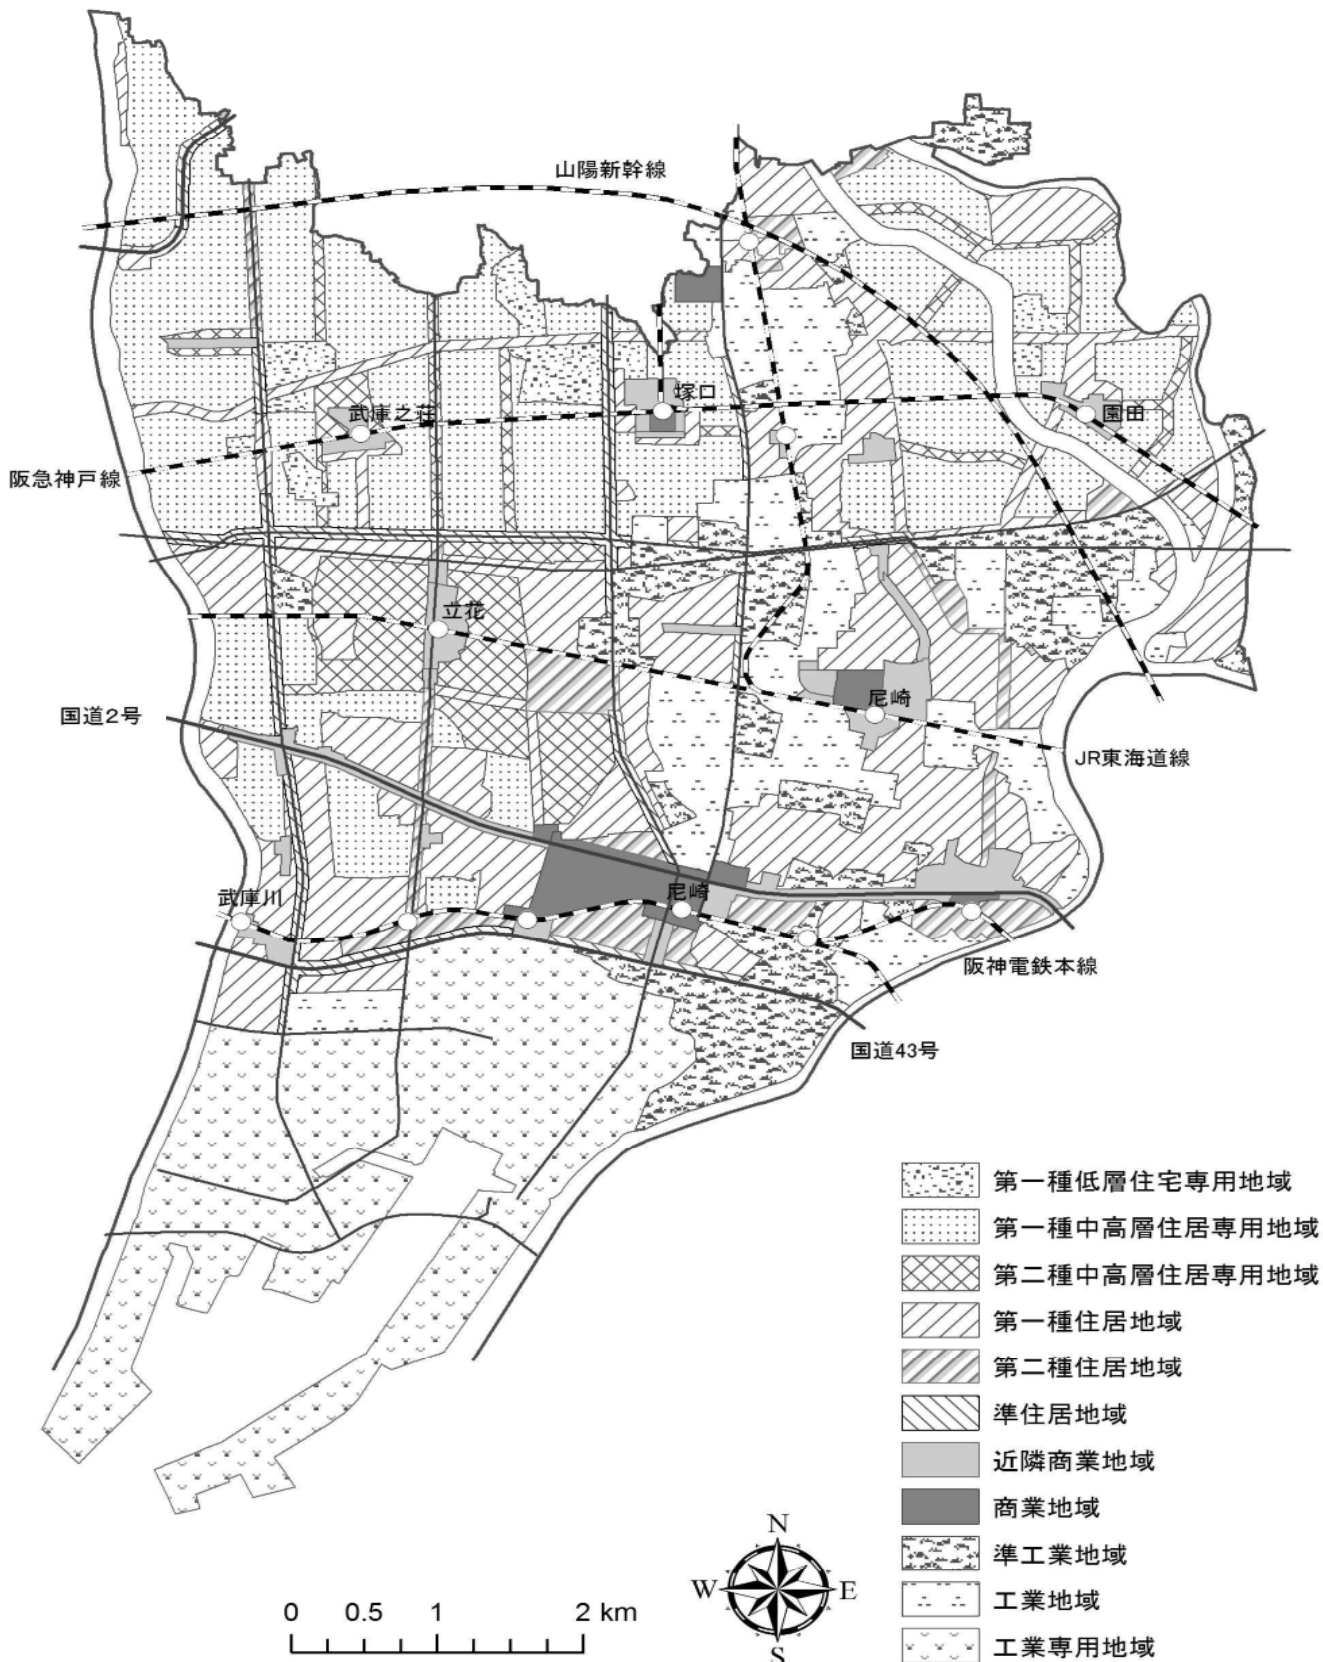 山陽新幹線
塚口
武庫之荘
園田
阪急神戸線
立花
尼崎
国道2号
JR東海道線
尼崎
武庫川
阪神電鉄本線
国道43号
第一種低層住宅専用地域
第一種中高層住居専用地域
第二種中高層住居専用地域
第一種住居地域
第二種住居地域
準住居地域
近隣商業地域
商業地域
準工業地域
工業地域
工業専用地域
N
W E
S
0 0.5 1 2 km